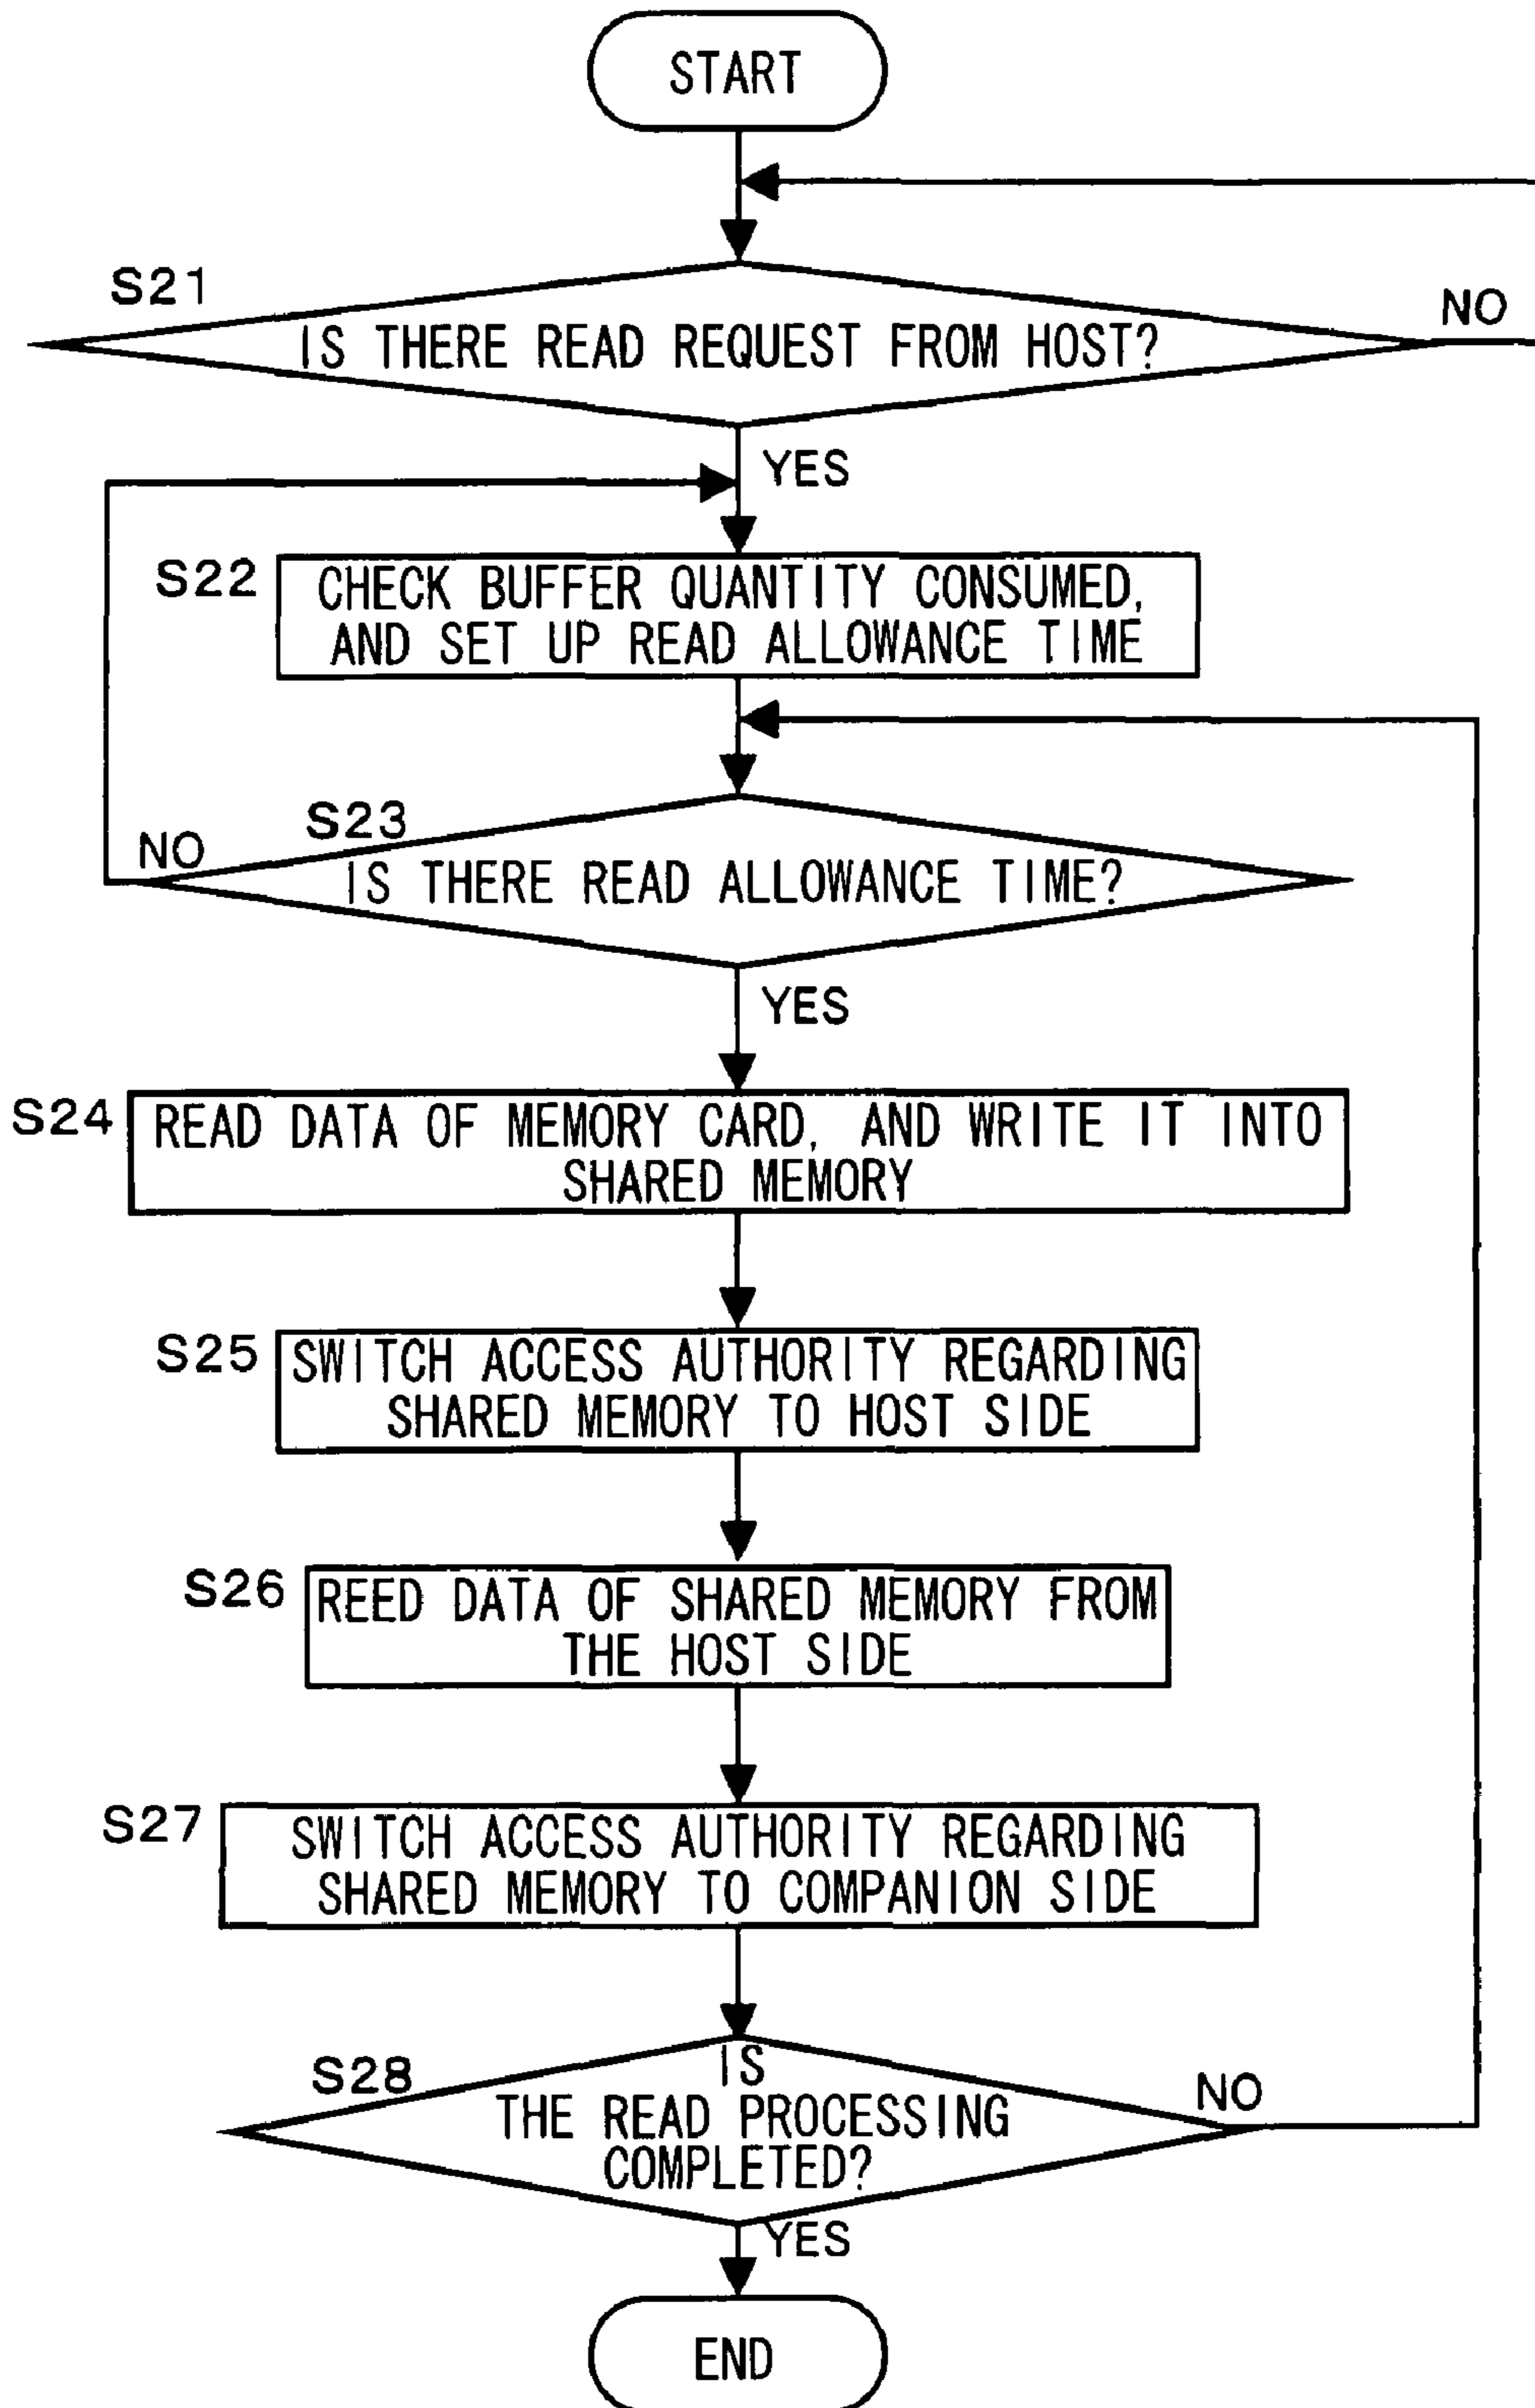 START
S21
IS THERE READ REQUEST FROM HOST?
NO
YES
S22
CHECK BUFFER QUANTITY CONSUMED,
AND SET UP READ ALLOWANCE TIME
S23
NO
IS THERE READ ALLOWANCE TIME?
YES
S24
READ DATA OF MEMORY CARD, AND WRITE IT INTO
SHARED MEMORY
S25
SWITCH ACCESS AUTHORITY REGARDING
SHARED MEMORY TO HOST SIDE
S26
REED DATA OF SHARED MEMORY FROM
THE HOST SIDE
S27
SWITCH ACCESS AUTHORITY REGARDING
SHARED MEMORY TO COMPANION SIDE
S28
IS
THE READ PROCESSING
COMPLETED?
NO
YES
END